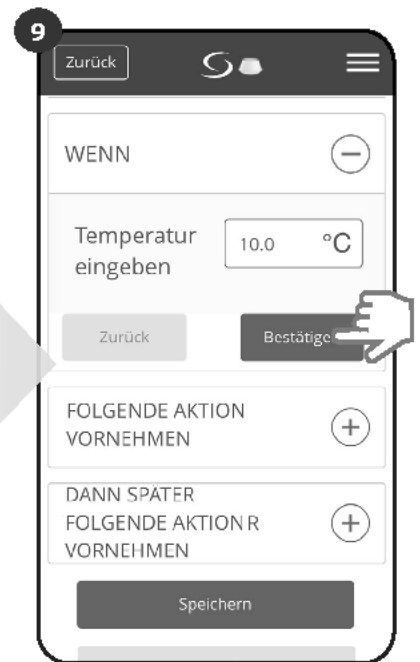 9
Zurück
WENN
Temperatur
eingeben
10.0 °C
Zurück
Bestätige
FOLGENDE AKTION
VORNEHMEN
DANN SPÄTER
FOLGENDE AKTION R
VORNEHMEN
Speichern